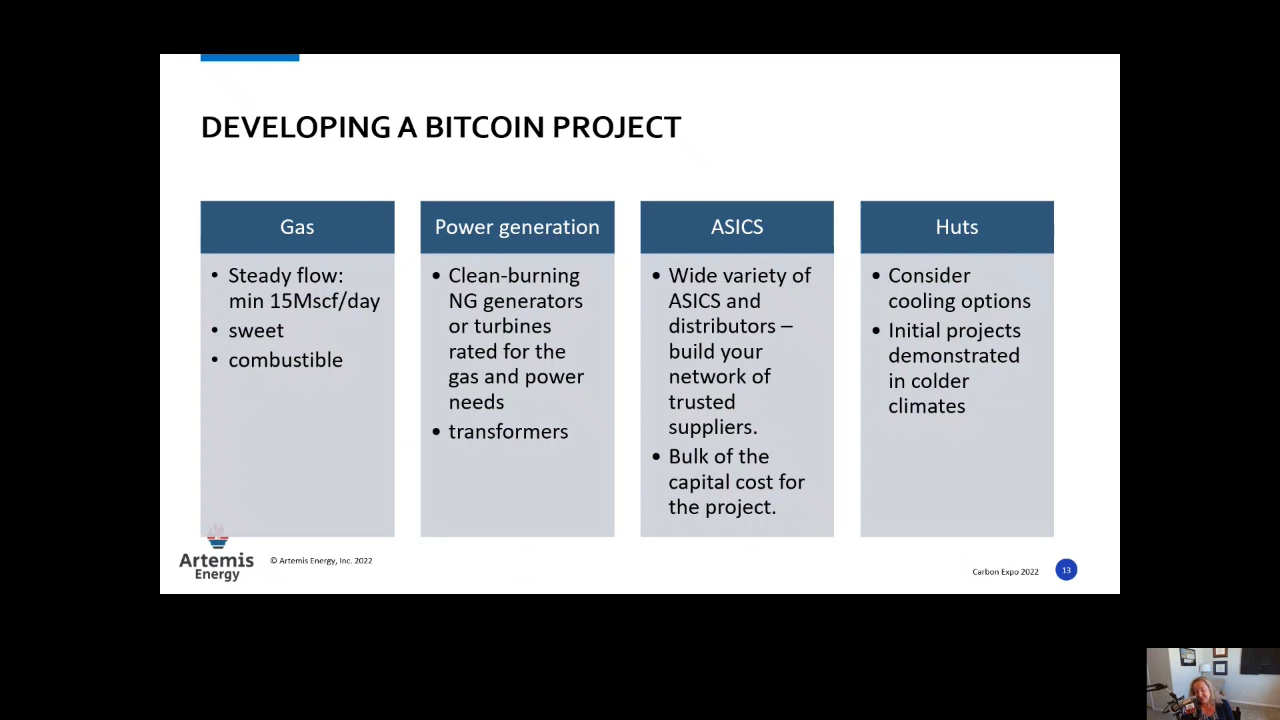 DEVELOPING A BITCOIN PROJECT
Gas
• Steady flow:
min 15Mscf/day
• sweet
• combustible
Power generation
• Clean-burning
NG generators
or turbines
rated for the
gas and power
needs
• transformers
ASICS
• Wide variety of
ASICS and
distributors –
build your
network of
trusted
suppliers.
• Bulk of the
capital cost for
the project.
Huts
• Consider
cooling options
• Initial projects
demonstrated
in colder
climates
Artemis
Energy
© Artemis Energy, Inc. 2022
Carbon Expo 2022
13